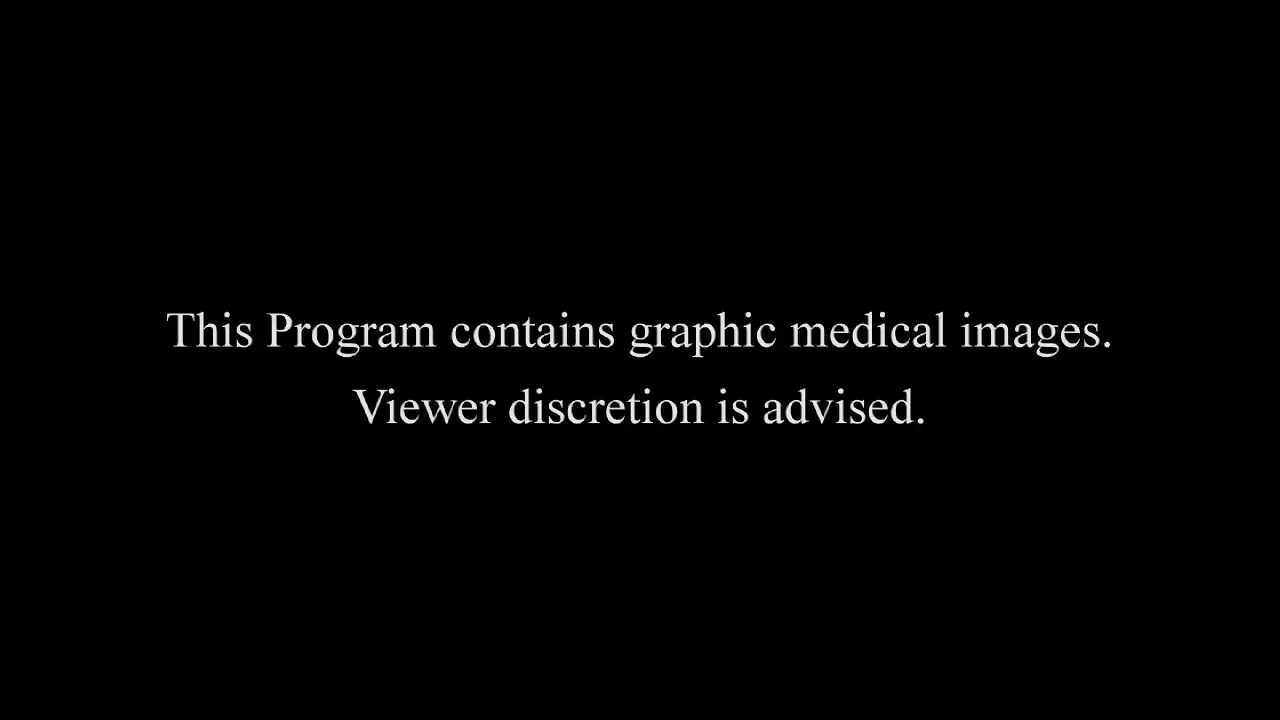 This Program contains graphic medical images.
Viewer discretion is advised.